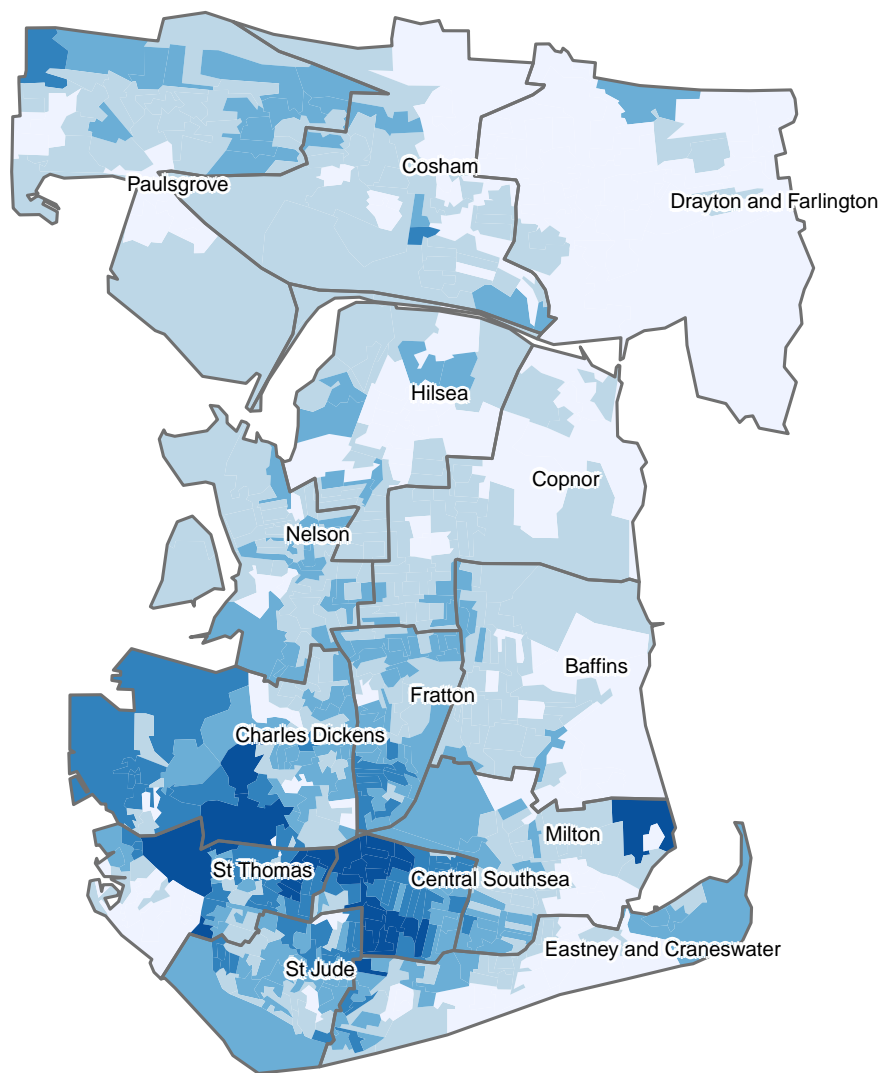 Cosham
Paulsgrove
Drayton and Farlington
Hilsea
Copnor
Nelson
Baffins
Fratton
Charles Dickens
Milton
St Thomas
Central Southsea
Eastney and Craneswater
St Jude